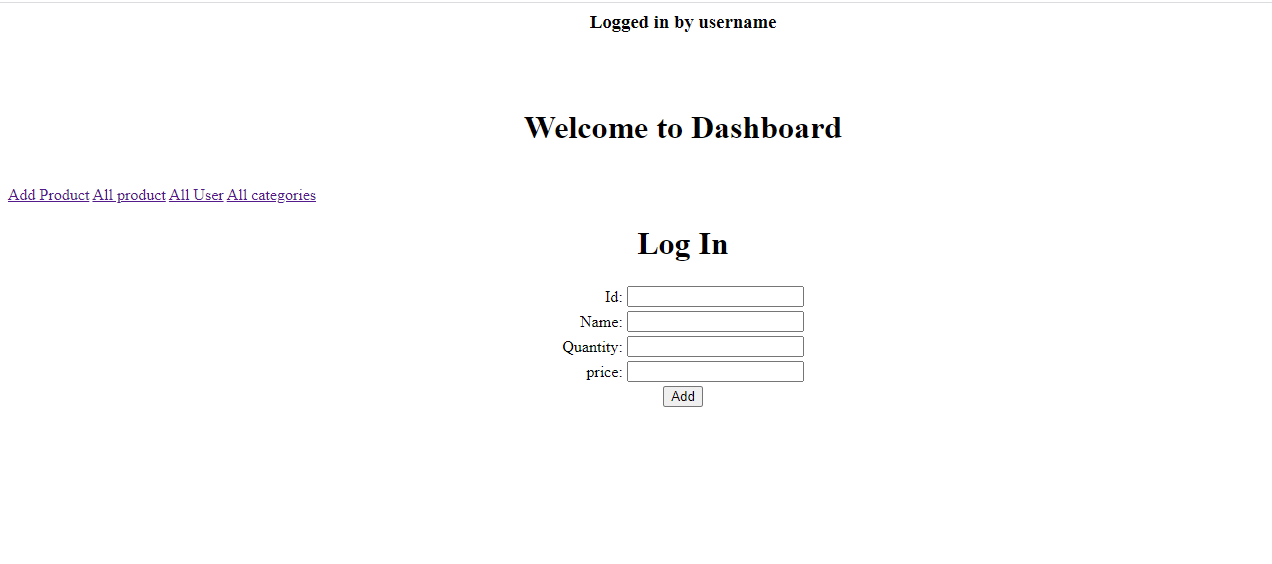 Logged in by username
Welcome to Dashboard
Add Product All product All User All categories
Log In
Id:
Name:
Quantity:
price:
Add